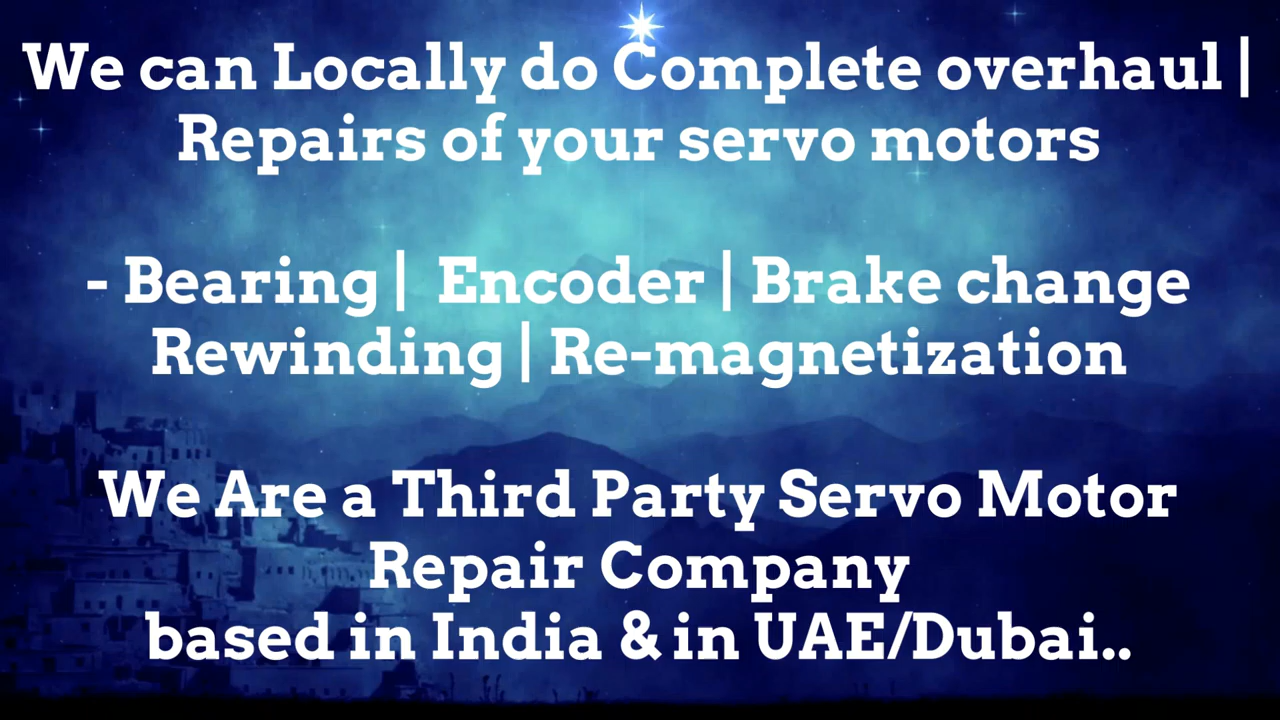 We can Locally do Complete overhaul |
Repairs of your servo motors
- Bearing | Encoder | Brake change
Rewinding | Re-magnetization
We Are a Third Party Servo Motor
Repair Company
based in India & in UAE/Dubai..